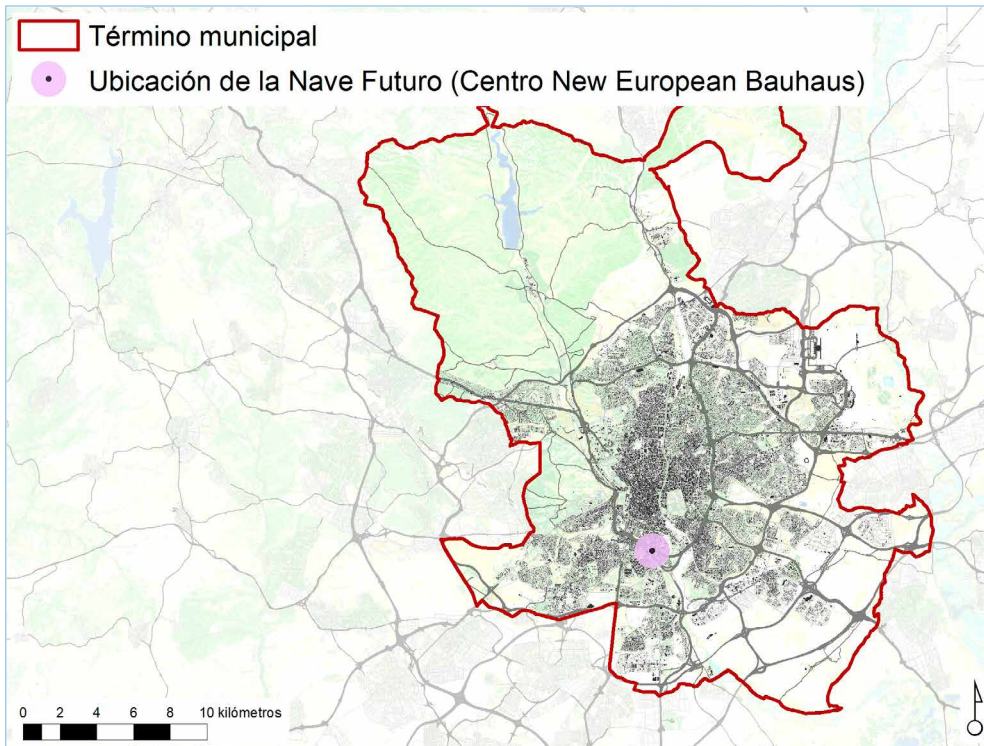 Término municipal
Ubicación de la Nave Futuro (Centro New European Bauhaus)
0 2 4 6 8 10 kilómetros